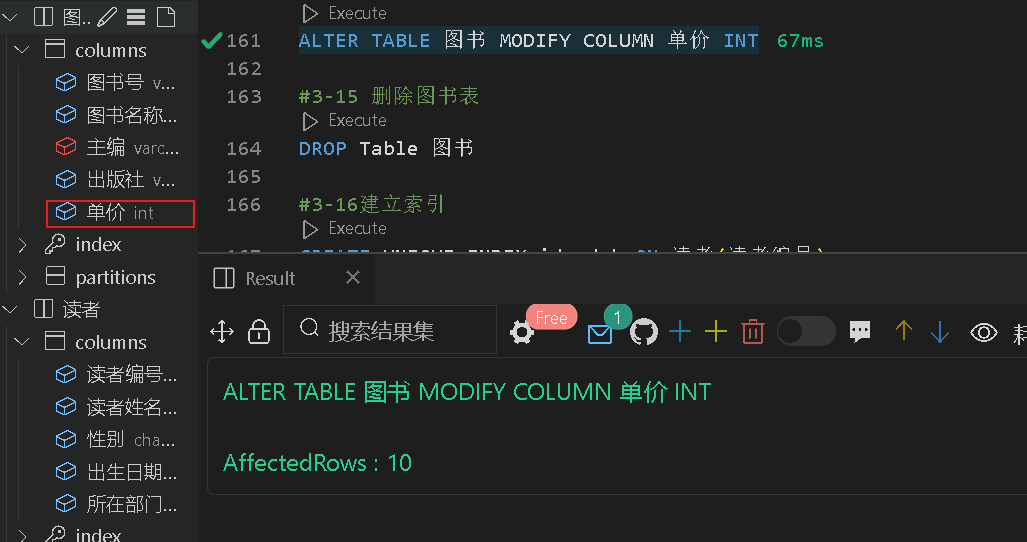 图..
columns
图书号 v...
图书名称...
主编 varc...
出版社 v...
单价 int
index
partitions
读者
columns
读者编号...
读者姓名...
性别 cha...
出生日期...
所在部门...
index
Execute
161 ALTER TABLE 图书 MODIFY COLUMN 单价 INT 67ms
162
163 #3-15 删除图书表
Execute
164 DROP Table 图书
165
166 #3-16建立索引
Execute
Result
搜索结果集
Free
1
ALTER TABLE 图书 MODIFY COLUMN 单价 INT
AffectedRows : 10